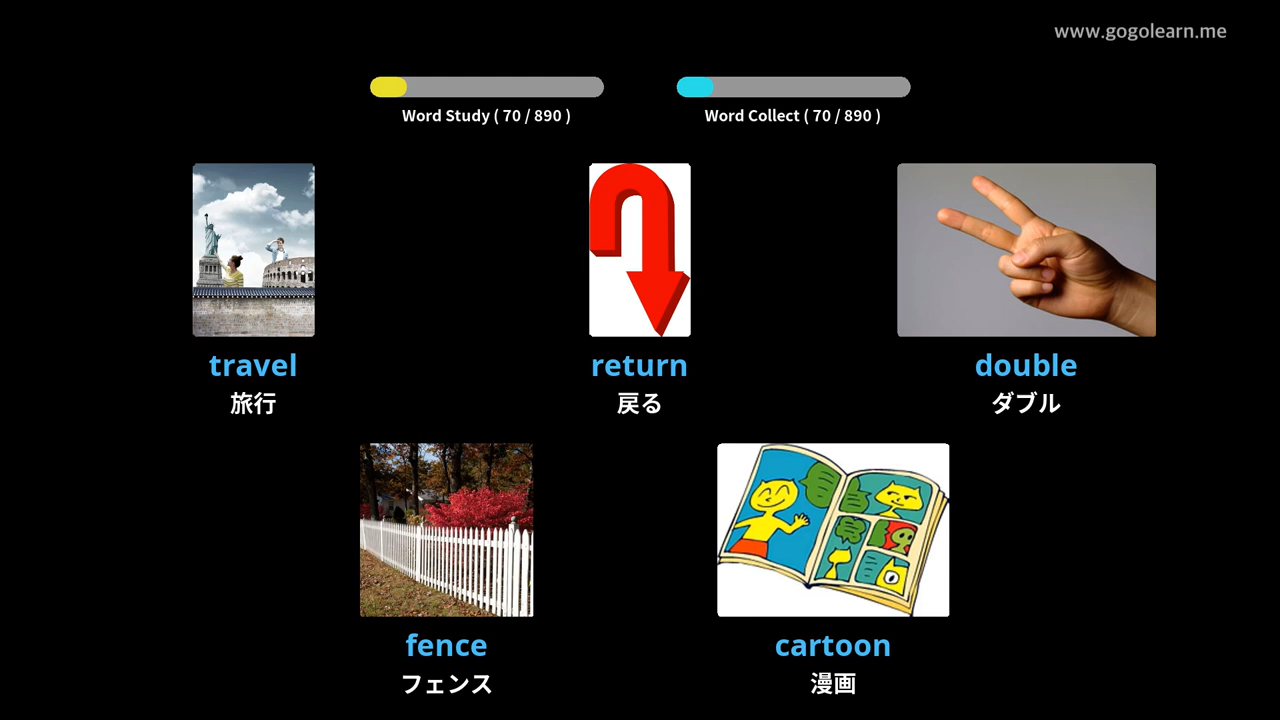 www.gogolearn.me
Word Study ( 70 / 890 )
Word Collect ( 70 / 890 )
travel
旅行
return
戻る
double
ダブル
fence
フェンス
cartoon
漫画